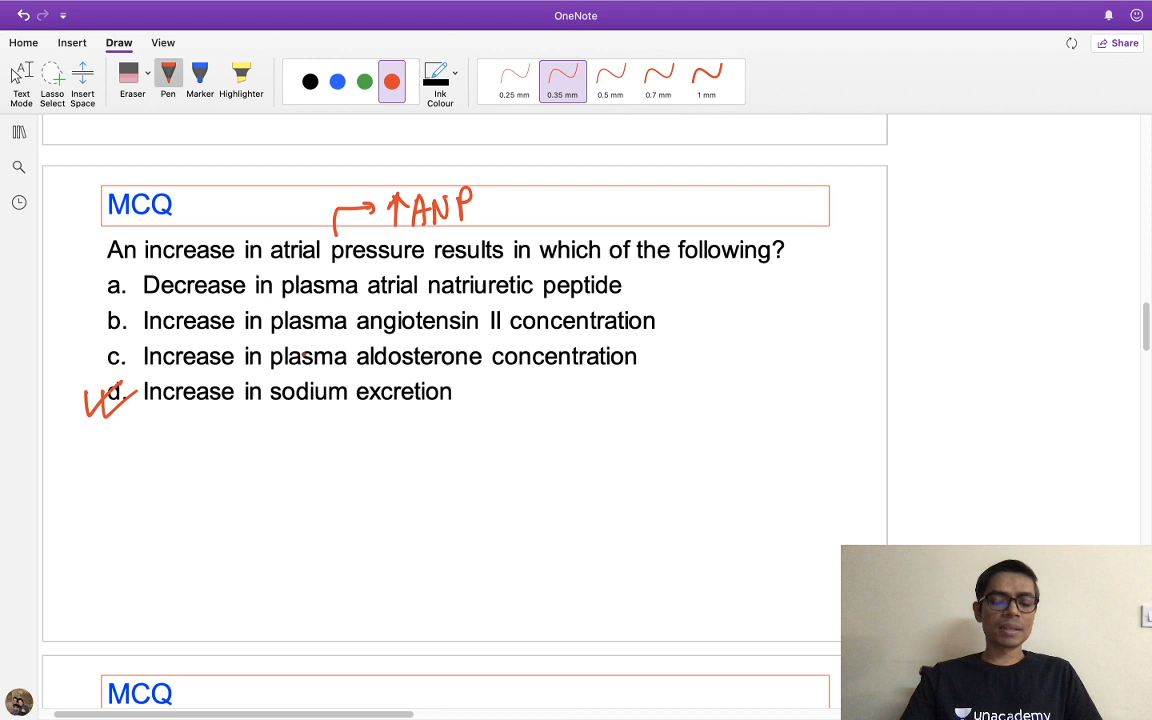 OneNote
Home Insert Draw View
Share
Text Mode
Lasso Select
Insert Space
Eraser
Pen
Marker
Highlighter
Ink Colour
0.25 mm
0.35 mm
0.5 mm
0.7 mm
1 mm
MCQ
↑ ANP
An increase in atrial pressure results in which of the following?
a. Decrease in plasma atrial natriuretic peptide
b. Increase in plasma angiotensin II concentration
c. Increase in plasma aldosterone concentration
d. Increase in sodium excretion
MCQ
unacademy